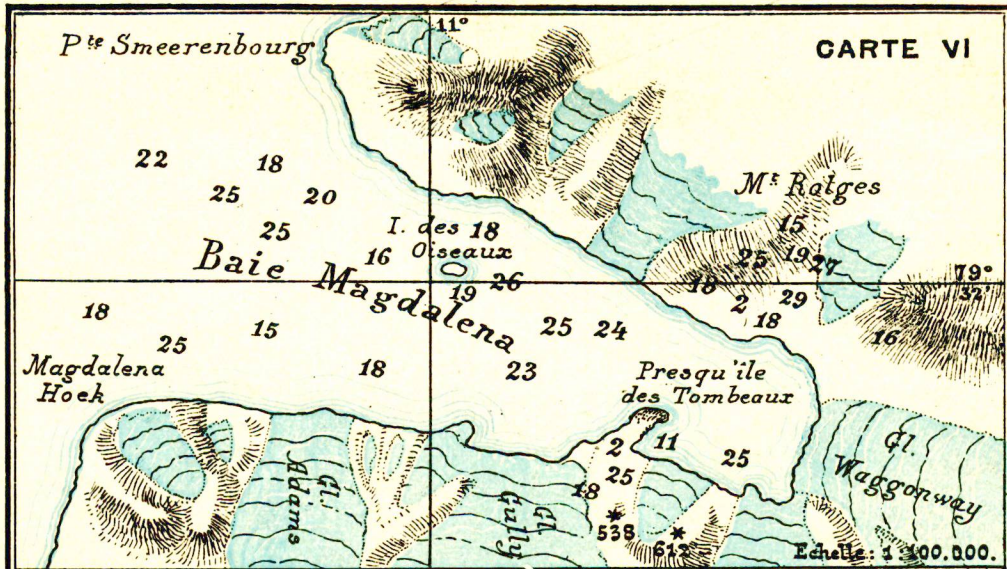 11°
CARTE VI
Pte Smeerenbourg
22 18
25 20
25
Mt Rotges
15
25 19 27
I. des 18
Oiseaux
16
Baie Magdalena
19 26
79°
32'
18 2 29
18
16
18 25 15 18
25 24
23
Magdalena
Hoek
Presqu'île
des Tombeaux
2 11
25 25
18
538
612
Gl. Adams
Gl. Gully
Gl.
Waggonway
Echelle: 1:100.000.